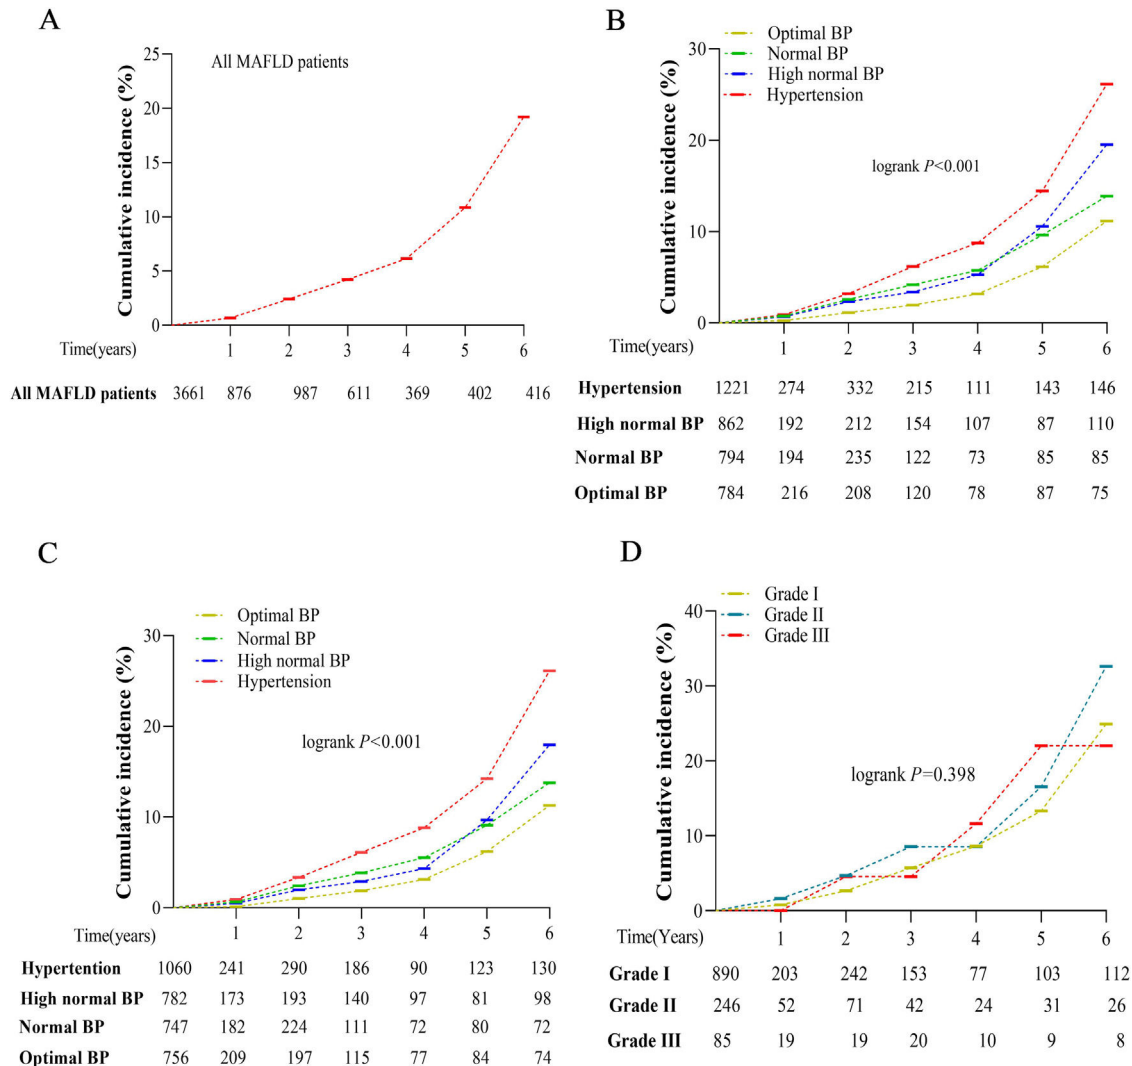 A
All MAFLD patients
Cumulative incidence (%)
25
20
15
10
5
0
Time(years)
1 2 3 4 5 6
All MAFLD patients 3661 876 987 611 369 402 416
B
Optimal BP
Normal BP
High normal BP
Hypertension
logrank P<0.001
Cumulative incidence (%)
30
20
10
0
Time(years)
1 2 3 4 5 6
Hypertension 1221 274 332 215 111 143 146
High normal BP 862 192 212 154 107 87 110
Normal BP 794 194 235 122 73 85 85
Optimal BP 784 216 208 120 78 87 75
C
Optimal BP
Normal BP
High normal BP
Hypertension
logrank P<0.001
Cumulative incidence (%)
30
20
10
0
Time(years)
1 2 3 4 5 6
Hypertention 1060 241 290 186 90 123 130
High normal BP 782 173 193 140 97 81 98
Normal BP 747 182 224 111 72 80 72
Optimal BP 756 209 197 115 77 84 74
D
Grade I
Grade II
Grade III
logrank P=0.398
Cumulative incidence (%)
40
30
20
10
0
Time(Years)
1 2 3 4 5 6
Grade I 890 203 242 153 77 103 112
Grade II 246 52 71 42 24 31 26
Grade III 85 19 19 20 10 9 8